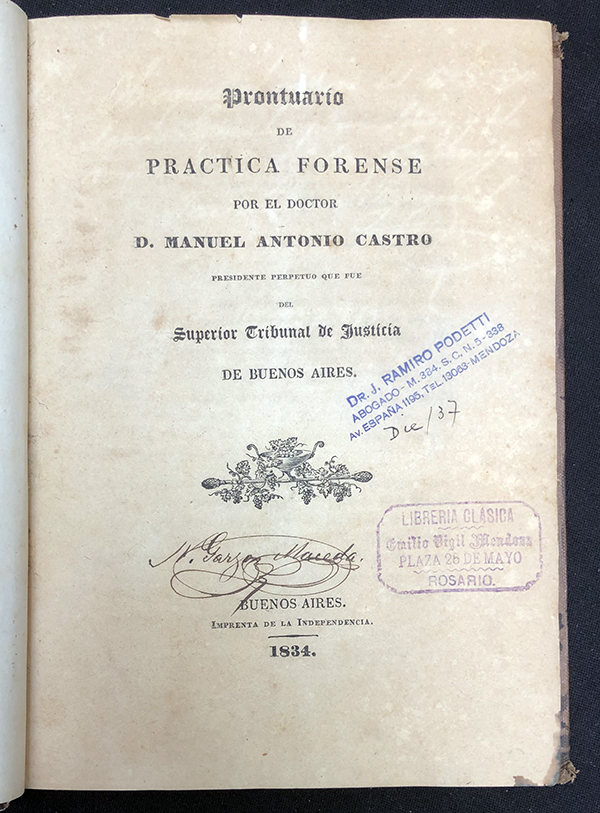 Prontuario
DE
PRACTICA FORENSE
POR EL DOCTOR
D. MANUEL ANTONIO CASTRO
PRESIDENTE PERPETUO QUE FUE
DEL
Superior Tribunal de Justicia
DE BUENOS AIRES.
DR. J. RAMIRO PODETTI
ABOGADO - M. 384, S. C. N. 5-338
AV. ESPAÑA 1195, TEL. 13063-MENDOZA
Dic/37
LIBRERIA CLÁSICA
Emilio Vigil Mendoza
PLAZA 25 DE MAYO
ROSARIO.
N. Garzon Maceda.
BUENOS AIRES.
IMPRENTA DE LA INDEPENDENCIA.
1834.